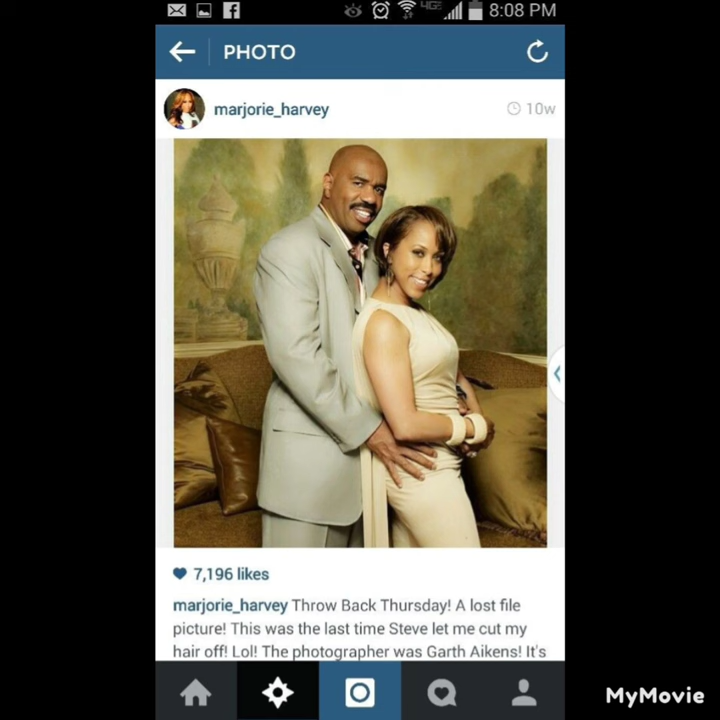 4G 8:08 PM
PHOTO
marjorie_harvey 10w
7,196 likes
marjorie_harvey Throw Back Thursday! A lost file
picture! This was the last time Steve let me cut my
hair off! Lol! The photographer was Garth Aikens! It's
MyMovie